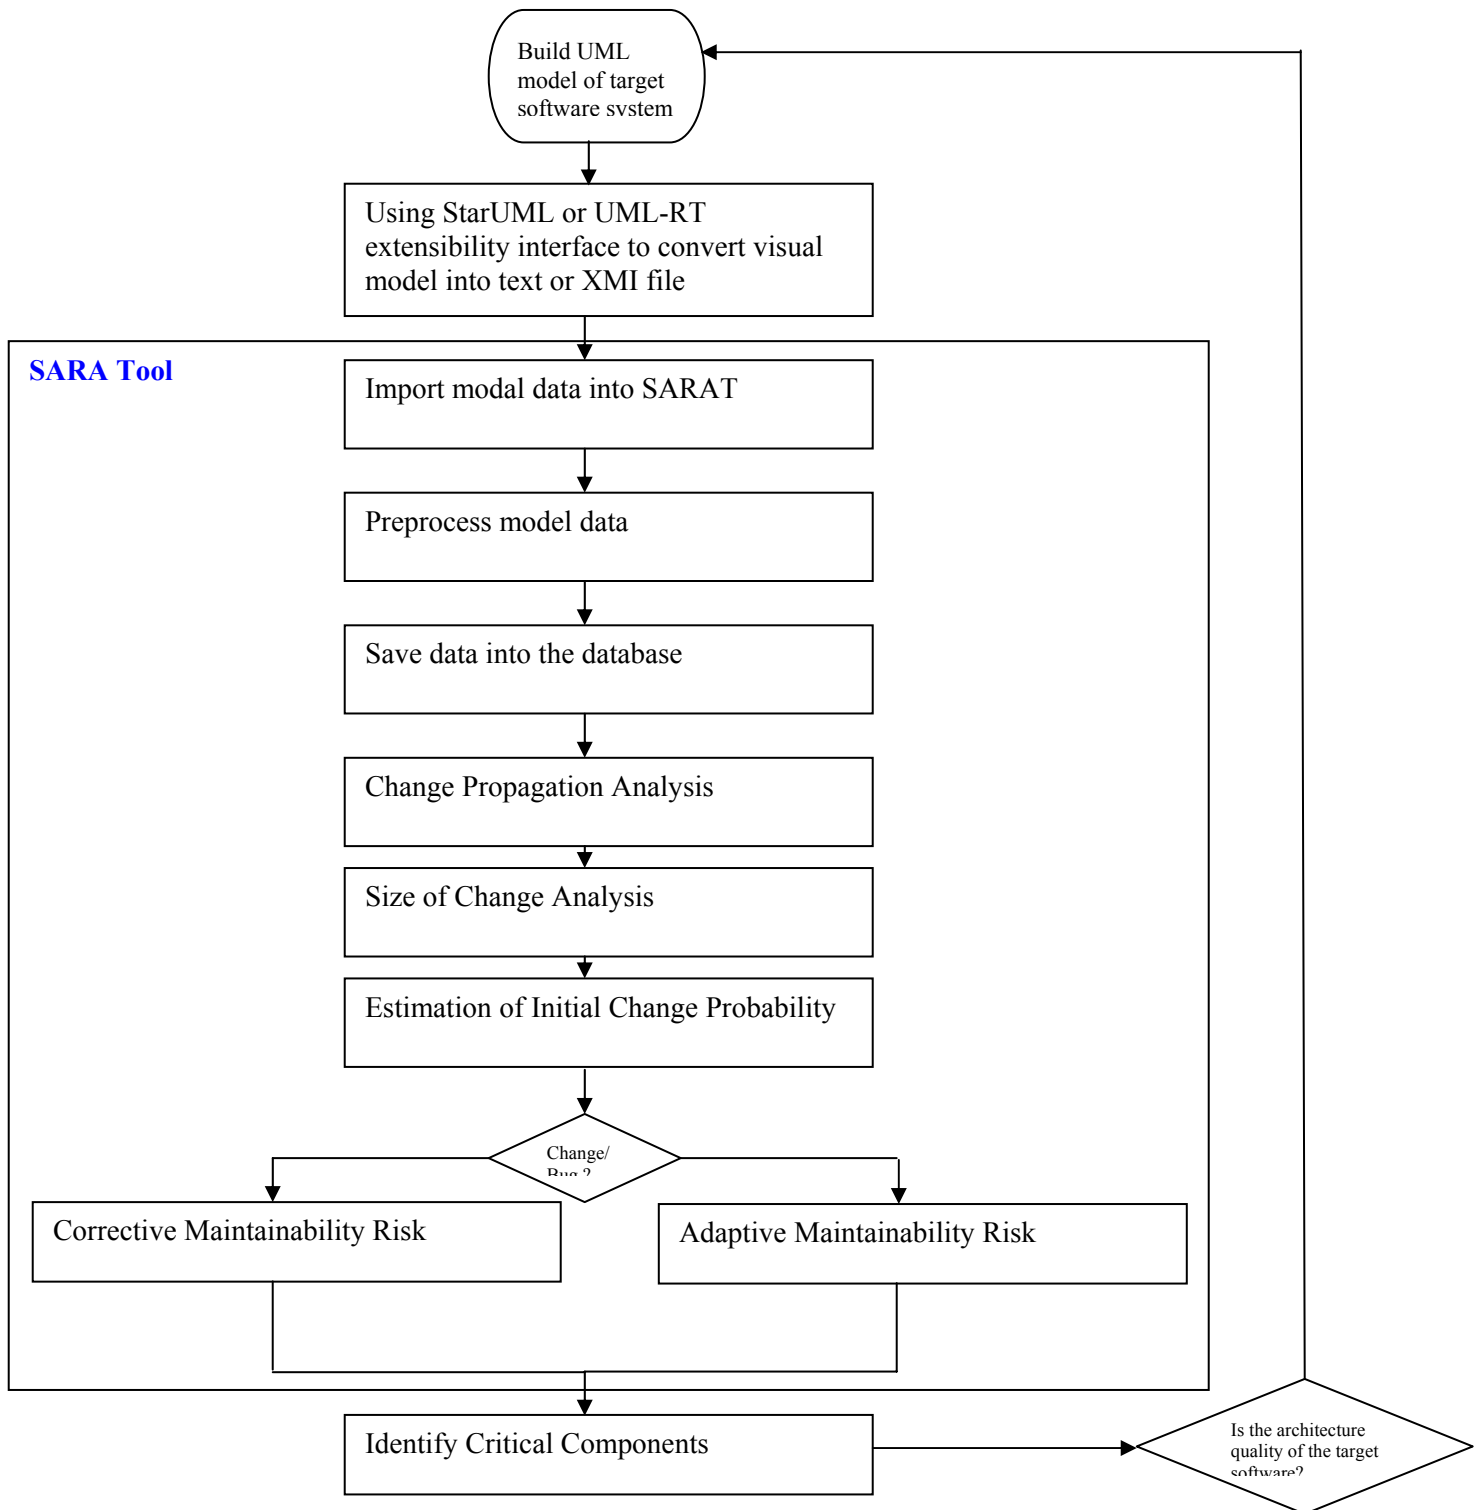 Build UML
model of target
software system
Using StarUML or UML-RT
extensibility interface to convert visual
model into text or XMI file
SARA Tool
Import modal data into SARAT
Preprocess model data
Save data into the database
Change Propagation Analysis
Size of Change Analysis
Estimation of Initial Change Probability
Change/
Bug ?
Corrective Maintainability Risk
Adaptive Maintainability Risk
Identify Critical Components
Is the architecture
quality of the target
software?